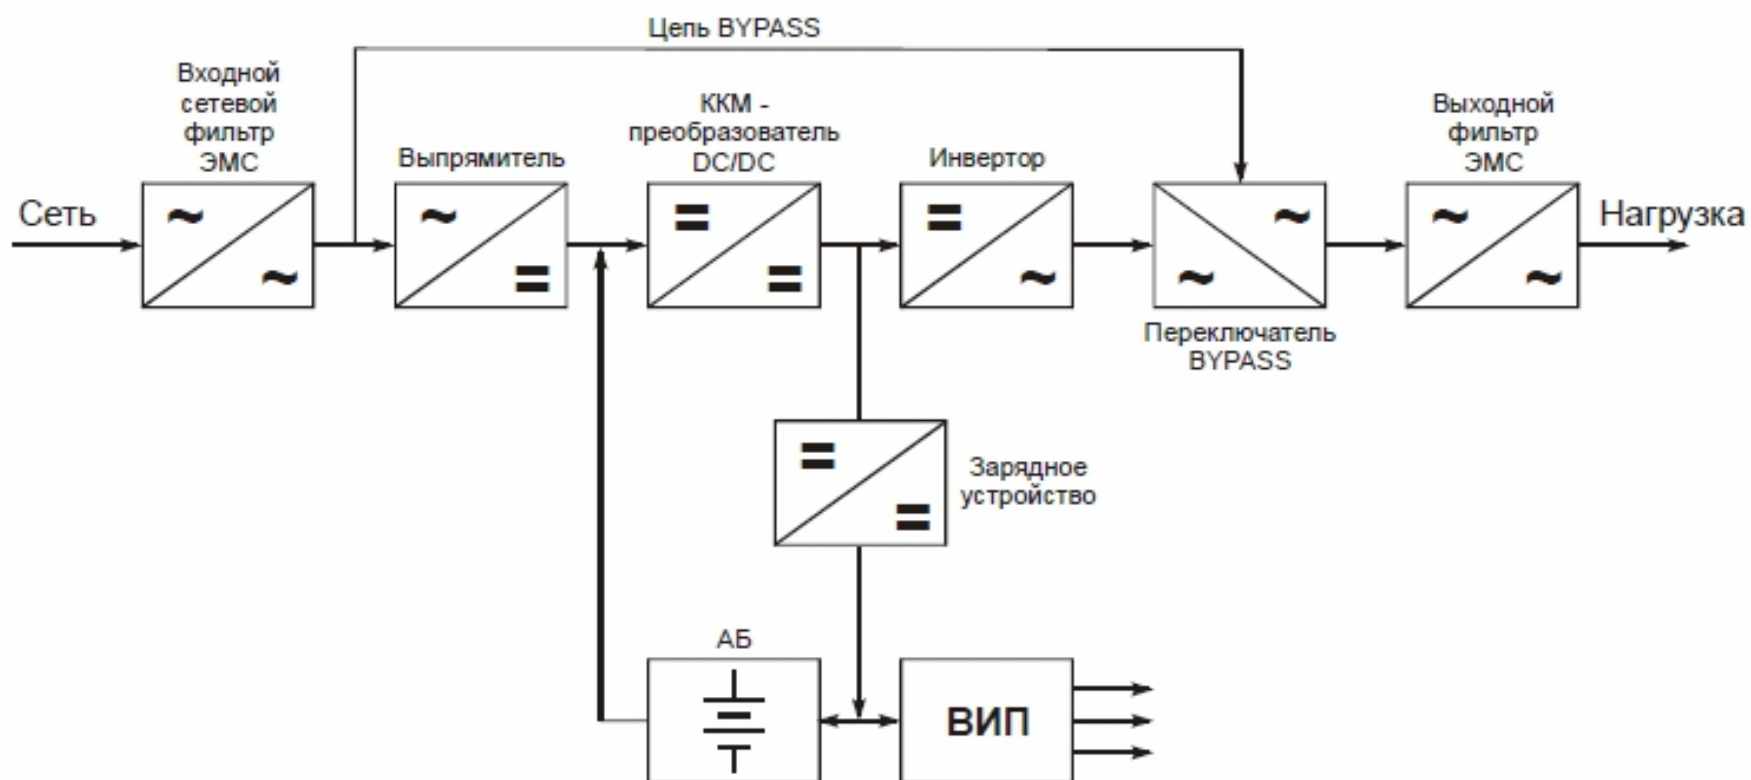 Цепь BYPASS
Входной
сетевой
фильтр
ЭМС
Выпрямитель
ККМ -
преобразователь
DC/DC
Инвертор
Выходной
фильтр
ЭМС
Сеть
Нагрузка
Переключатель
BYPASS
Зарядное
устройство
АБ
ВИП